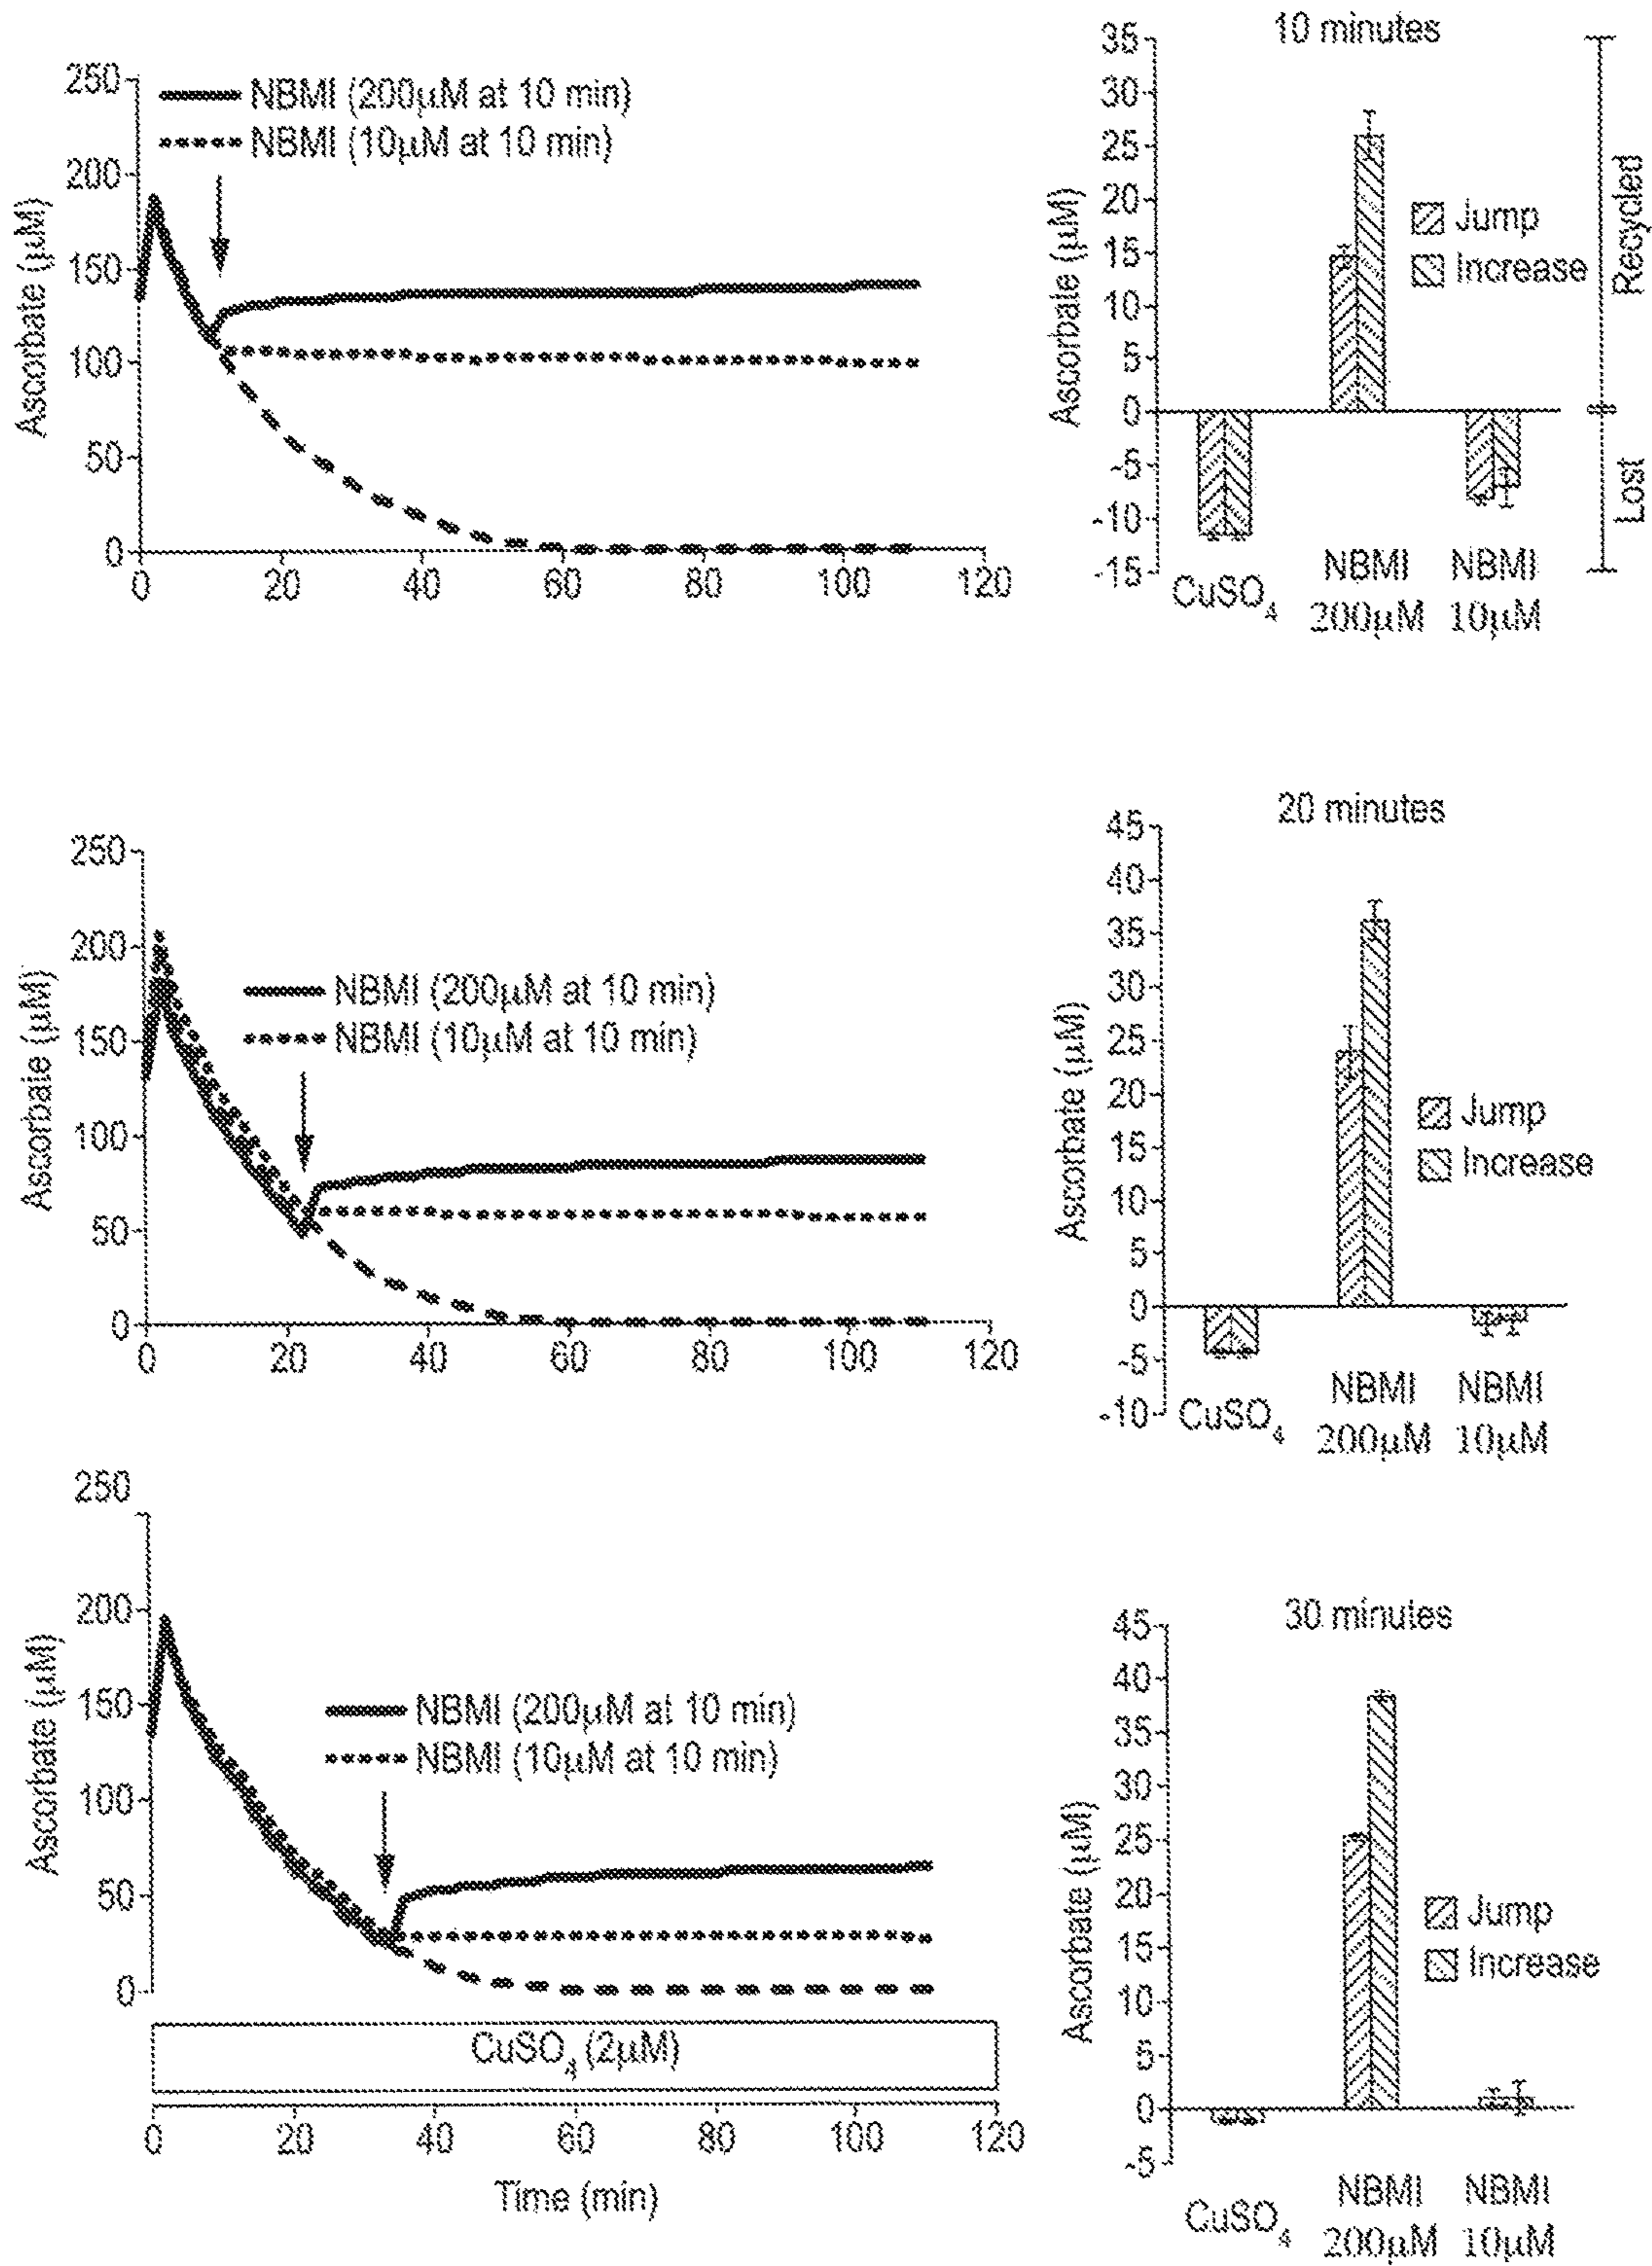 250
200
150
100
50
0
Ascorbate (µM)
NBMI (200µM at 10 min)
NBMI (10µM at 10 min)
0 20 40 60 80 100 120
10 minutes
35
30
25
20
15
10
5
0
-5
-10
-15
Ascorbate (µM)
Jump
Increase
Recycled
Lost
CuSO4 NBMI NBMI
200µM 10µM
250
200
150
100
50
0
Ascorbate (µM)
NBMI (200µM at 10 min)
NBMI (10µM at 10 min)
0 20 40 60 80 100 120
20 minutes
45
40
35
30
25
20
15
10
5
0
-5
-10
Ascorbate (µM)
Jump
Increase
CuSO4 NBMI NBMI
200µM 10µM
250
200
150
100
50
0
Ascorbate (µM)
NBMI (200µM at 10 min)
NBMI (10µM at 10 min)
CuSO4 (2µM)
0 20 40 60 80 100 120
Time (min)
30 minutes
45
40
35
30
25
20
15
10
5
0
-5
Ascorbate (µM)
Jump
Increase
CuSO4 NBMI NBMI
200µM 10µM